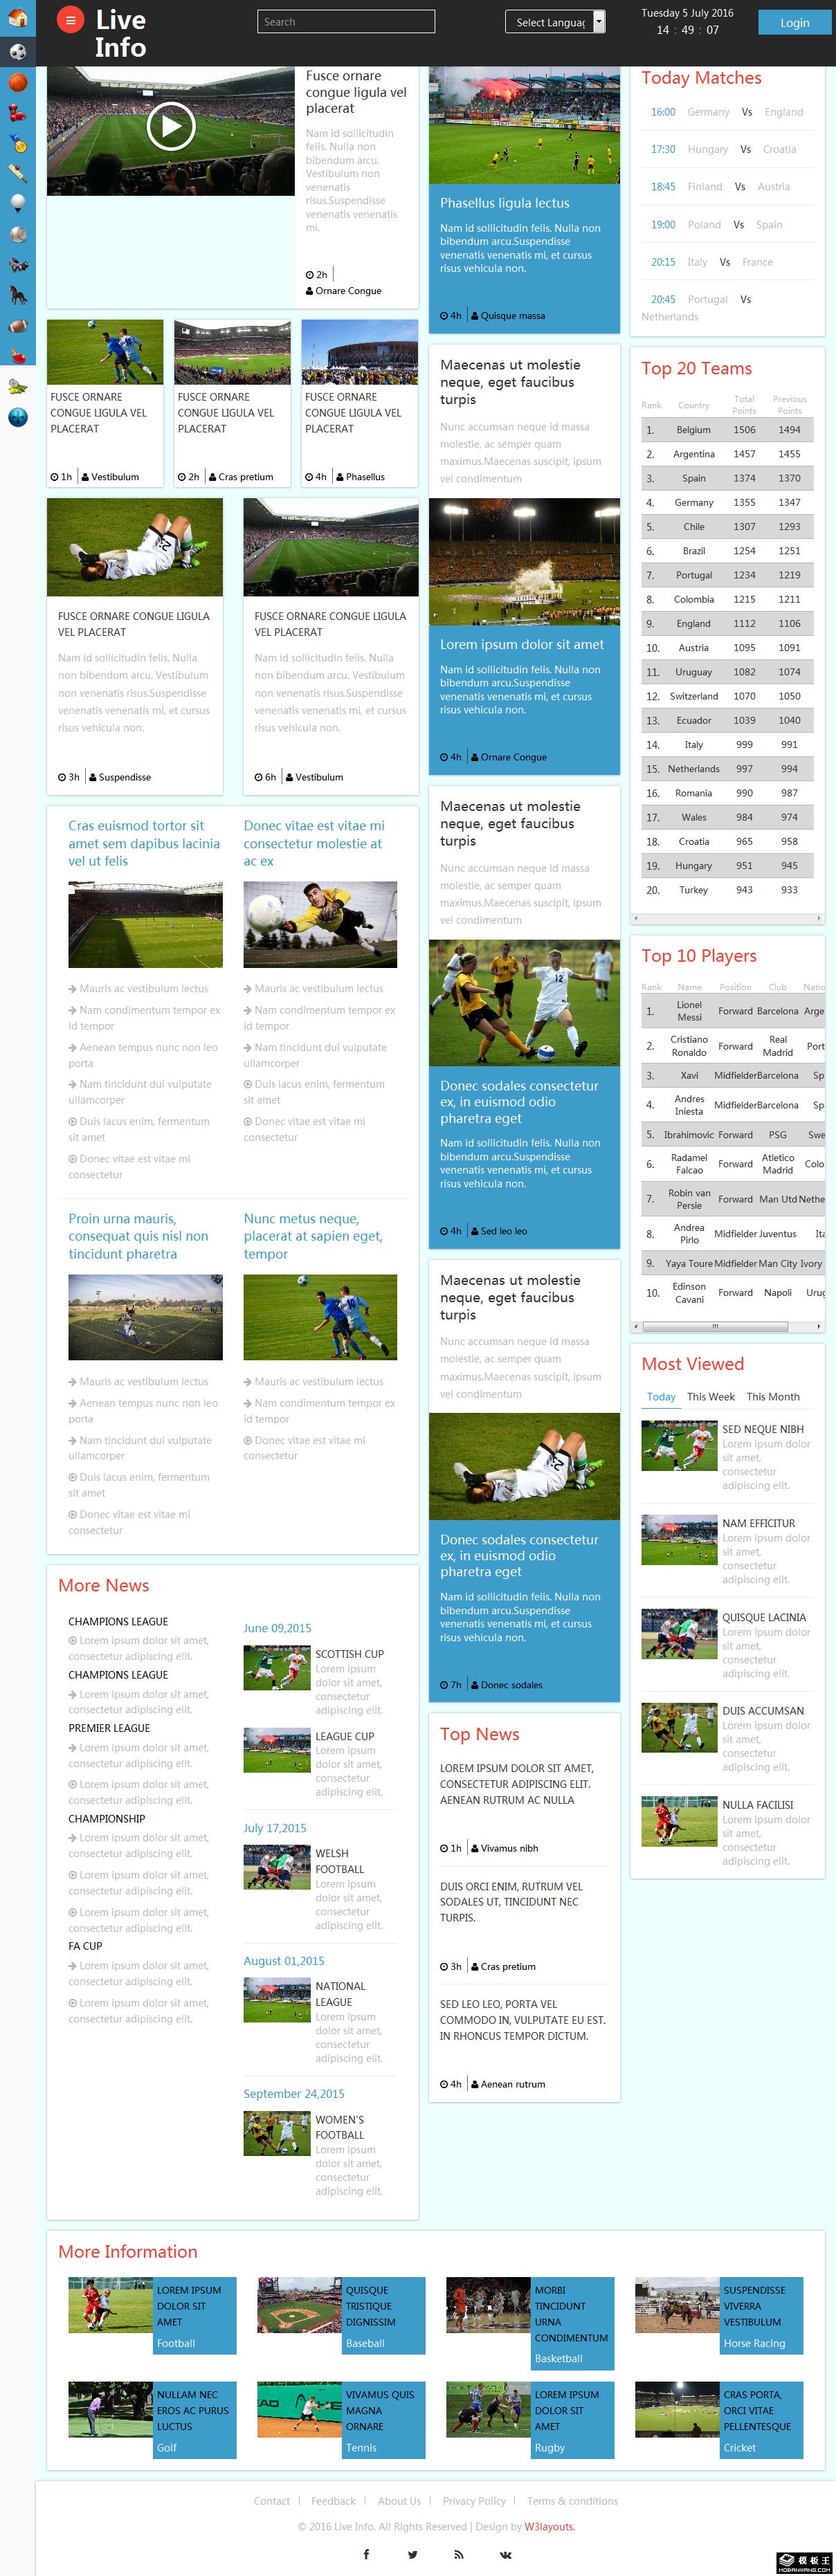 Live
Info
Search
Select Languag
Tuesday 5 July 2016
14 : 49 : 07
Login
Fusce ornare
congue ligula vel
placerat
Nam id sollicitudin
felis. Nulla non
bibendum arcu.
Vestibulum non
venenatis
risus.Suspendisse
venenatis venenatis
mi.
2h
Ornare Congue
FUSCE ORNARE
CONGUE LIGULA VEL
PLACERAT
1h Vestibulum
FUSCE ORNARE
CONGUE LIGULA VEL
PLACERAT
2h Cras pretium
FUSCE ORNARE
CONGUE LIGULA VEL
PLACERAT
4h Phasellus
FUSCE ORNARE CONGUE LIGULA
VEL PLACERAT
Nam id sollicitudin felis. Nulla
non bibendum arcu. Vestibulum
non venenatis risus.Suspendisse
venenatis venenatis mi, et cursus
risus vehicula non.
3h Suspendisse
FUSCE ORNARE CONGUE LIGULA
VEL PLACERAT
Nam id sollicitudin felis. Nulla
non bibendum arcu. Vestibulum
non venenatis risus.Suspendisse
venenatis venenatis mi, et cursus
risus vehicula non.
6h Vestibulum
Cras euismod tortor sit
amet sem dapibus lacinia
vel ut felis
Mauris ac vestibulum lectus
Nam condimentum tempor ex
id tempor
Aenean tempus nunc non leo
porta
Nam tincidunt dui vulputate
ullamcorper
Duis lacus enim, fermentum
sit amet
Donec vitae est vitae mi
consectetur
Donec vitae est vitae mi
consectetur molestie at
ac ex
Mauris ac vestibulum lectus
Nam condimentum tempor ex
id tempor
Nam tincidunt dui vulputate
ullamcorper
Duis lacus enim, fermentum
sit amet
Donec vitae est vitae mi
consectetur
Proin urna mauris,
consequat quis nisl non
tincidunt pharetra
Mauris ac vestibulum lectus
Aenean tempus nunc non leo
porta
Nam tincidunt dui vulputate
ullamcorper
Duis lacus enim, fermentum
sit amet
Donec vitae est vitae mi
consectetur
Nunc metus neque,
placerat at sapien eget,
tempor
Mauris ac vestibulum lectus
Nam condimentum tempor ex
id tempor
Donec vitae est vitae mi
consectetur
More News
CHAMPIONS LEAGUE
Lorem ipsum dolor sit amet,
consectetur adipiscing elit.
CHAMPIONS LEAGUE
Lorem ipsum dolor sit amet,
consectetur adipiscing elit.
PREMIER LEAGUE
Lorem ipsum dolor sit amet,
consectetur adipiscing elit.
Lorem ipsum dolor sit amet,
consectetur adipiscing elit.
CHAMPIONSHIP
Lorem ipsum dolor sit amet,
consectetur adipiscing elit.
Lorem ipsum dolor sit amet,
consectetur adipiscing elit.
Lorem ipsum dolor sit amet,
consectetur adipiscing elit.
FA CUP
Lorem ipsum dolor sit amet,
consectetur adipiscing elit.
Lorem ipsum dolor sit amet,
consectetur adipiscing elit.
June 09,2015
SCOTTISH CUP
Lorem ipsum
dolor sit amet,
consectetur
adipiscing elit.
LEAGUE CUP
Lorem ipsum
dolor sit amet,
consectetur
adipiscing elit.
July 17,2015
WELSH
FOOTBALL
Lorem ipsum
dolor sit amet,
consectetur
adipiscing elit.
August 01,2015
NATIONAL
LEAGUE
Lorem ipsum
dolor sit amet,
consectetur
adipiscing elit.
September 24,2015
WOMEN`S
FOOTBALL
Lorem ipsum
dolor sit amet,
consectetur
adipiscing elit.
Phasellus ligula lectus
Nam id sollicitudin felis. Nulla non
bibendum arcu.Suspendisse
venenatis venenatis mi, et cursus
risus vehicula non.
4h Quisque massa
Maecenas ut molestie
neque, eget faucibus
turpis
Nunc accumsan neque id massa
molestie, ac semper quam
maximus.Maecenas suscipit, ipsum
vel condimentum
Lorem ipsum dolor sit amet
Nam id sollicitudin felis. Nulla non
bibendum arcu.Suspendisse
venenatis venenatis mi, et cursus
risus vehicula non.
4h Ornare Congue
Maecenas ut molestie
neque, eget faucibus
turpis
Nunc accumsan neque id massa
molestie, ac semper quam
maximus.Maecenas suscipit, ipsum
vel condimentum
12
Donec sodales consectetur
ex, in euismod odio
pharetra eget
Nam id sollicitudin felis. Nulla non
bibendum arcu.Suspendisse
venenatis venenatis mi, et cursus
risus vehicula non.
4h Sed leo leo
Maecenas ut molestie
neque, eget faucibus
turpis
Nunc accumsan neque id massa
molestie, ac semper quam
maximus.Maecenas suscipit, ipsum
vel condimentum
Donec sodales consectetur
ex, in euismod odio
pharetra eget
Nam id sollicitudin felis. Nulla non
bibendum arcu.Suspendisse
venenatis venenatis mi, et cursus
risus vehicula non.
7h Donec sodales
Top News
LOREM IPSUM DOLOR SIT AMET,
CONSECTETUR ADIPISCING ELIT.
AENEAN RUTRUM AC NULLA
1h Vivamus nibh
DUIS ORCI ENIM, RUTRUM VEL
SODALES UT, TINCIDUNT NEC
TURPIS.
3h Cras pretium
SED LEO LEO, PORTA VEL
COMMODO IN, VULPUTATE EU EST.
IN RHONCUS TEMPOR DICTUM.
4h Aenean rutrum
Today Matches
16:00 Germany Vs England
17:30 Hungary Vs Croatia
18:45 Finland Vs Austria
19:00 Poland Vs Spain
20:15 Italy Vs France
20:45 Portugal Vs
Netherlands
Top 20 Teams
Rank Country Total Points Previous Points
1. Belgium 1506 1494
2. Argentina 1457 1455
3. Spain 1374 1370
4. Germany 1355 1347
5. Chile 1307 1293
6. Brazil 1254 1251
7. Portugal 1234 1219
8. Colombia 1215 1211
9. England 1112 1106
10. Austria 1095 1091
11. Uruguay 1082 1074
12. Switzerland 1070 1050
13. Ecuador 1039 1040
14. Italy 999 991
15. Netherlands 997 994
16. Romania 990 987
17. Wales 984 974
18. Croatia 965 958
19. Hungary 951 945
20. Turkey 943 933
Top 10 Players
Rank Name Position Club Natio
1. Lionel Messi Forward Barcelona Arge
2. Cristiano Ronaldo Forward Real Madrid Port
3. Xavi Midfielder Barcelona Sp
4. Andres Iniesta Midfielder Barcelona Sp
5. Ibrahimovic Forward PSG Swe
6. Radamel Falcao Forward Atletico Madrid Colo
7. Robin van Persie Forward Man Utd Nethe
8. Andrea Pirlo Midfielder Juventus Ita
9. Yaya Toure Midfielder Man City Ivory
10. Edinson Cavani Forward Napoli Urug
Most Viewed
Today This Week This Month
SED NEQUE NIBH
Lorem ipsum dolor
sit amet,
consectetur
adipiscing elit.
NAM EFFICITUR
Lorem ipsum dolor
sit amet,
consectetur
adipiscing elit.
QUISQUE LACINIA
Lorem ipsum dolor
sit amet,
consectetur
adipiscing elit.
DUIS ACCUMSAN
Lorem ipsum dolor
sit amet,
consectetur
adipiscing elit.
NULLA FACILISI
Lorem ipsum dolor
sit amet,
consectetur
adipiscing elit.
More Information
LOREM IPSUM
DOLOR SIT
AMET
Football
QUISQUE
TRISTIQUE
DIGNISSIM
Baseball
MORBI
TINCIDUNT
URNA
CONDIMENTUM
Basketball
SUSPENDISSE
VIVERRA
VESTIBULUM
Horse Racing
NULLAM NEC
EROS AC PURUS
LUCTUS
Golf
VIVAMUS QUIS
MAGNA
ORNARE
Tennis
LOREM IPSUM
DOLOR SIT
AMET
Rugby
CRAS PORTA,
ORCI VITAE
PELLENTESQUE
Cricket
Contact | Feedback | About Us | Privacy Policy | Terms & conditions
© 2016 Live Info. All Rights Reserved | Design by W3layouts.
模板王
MOBANWANG.COM